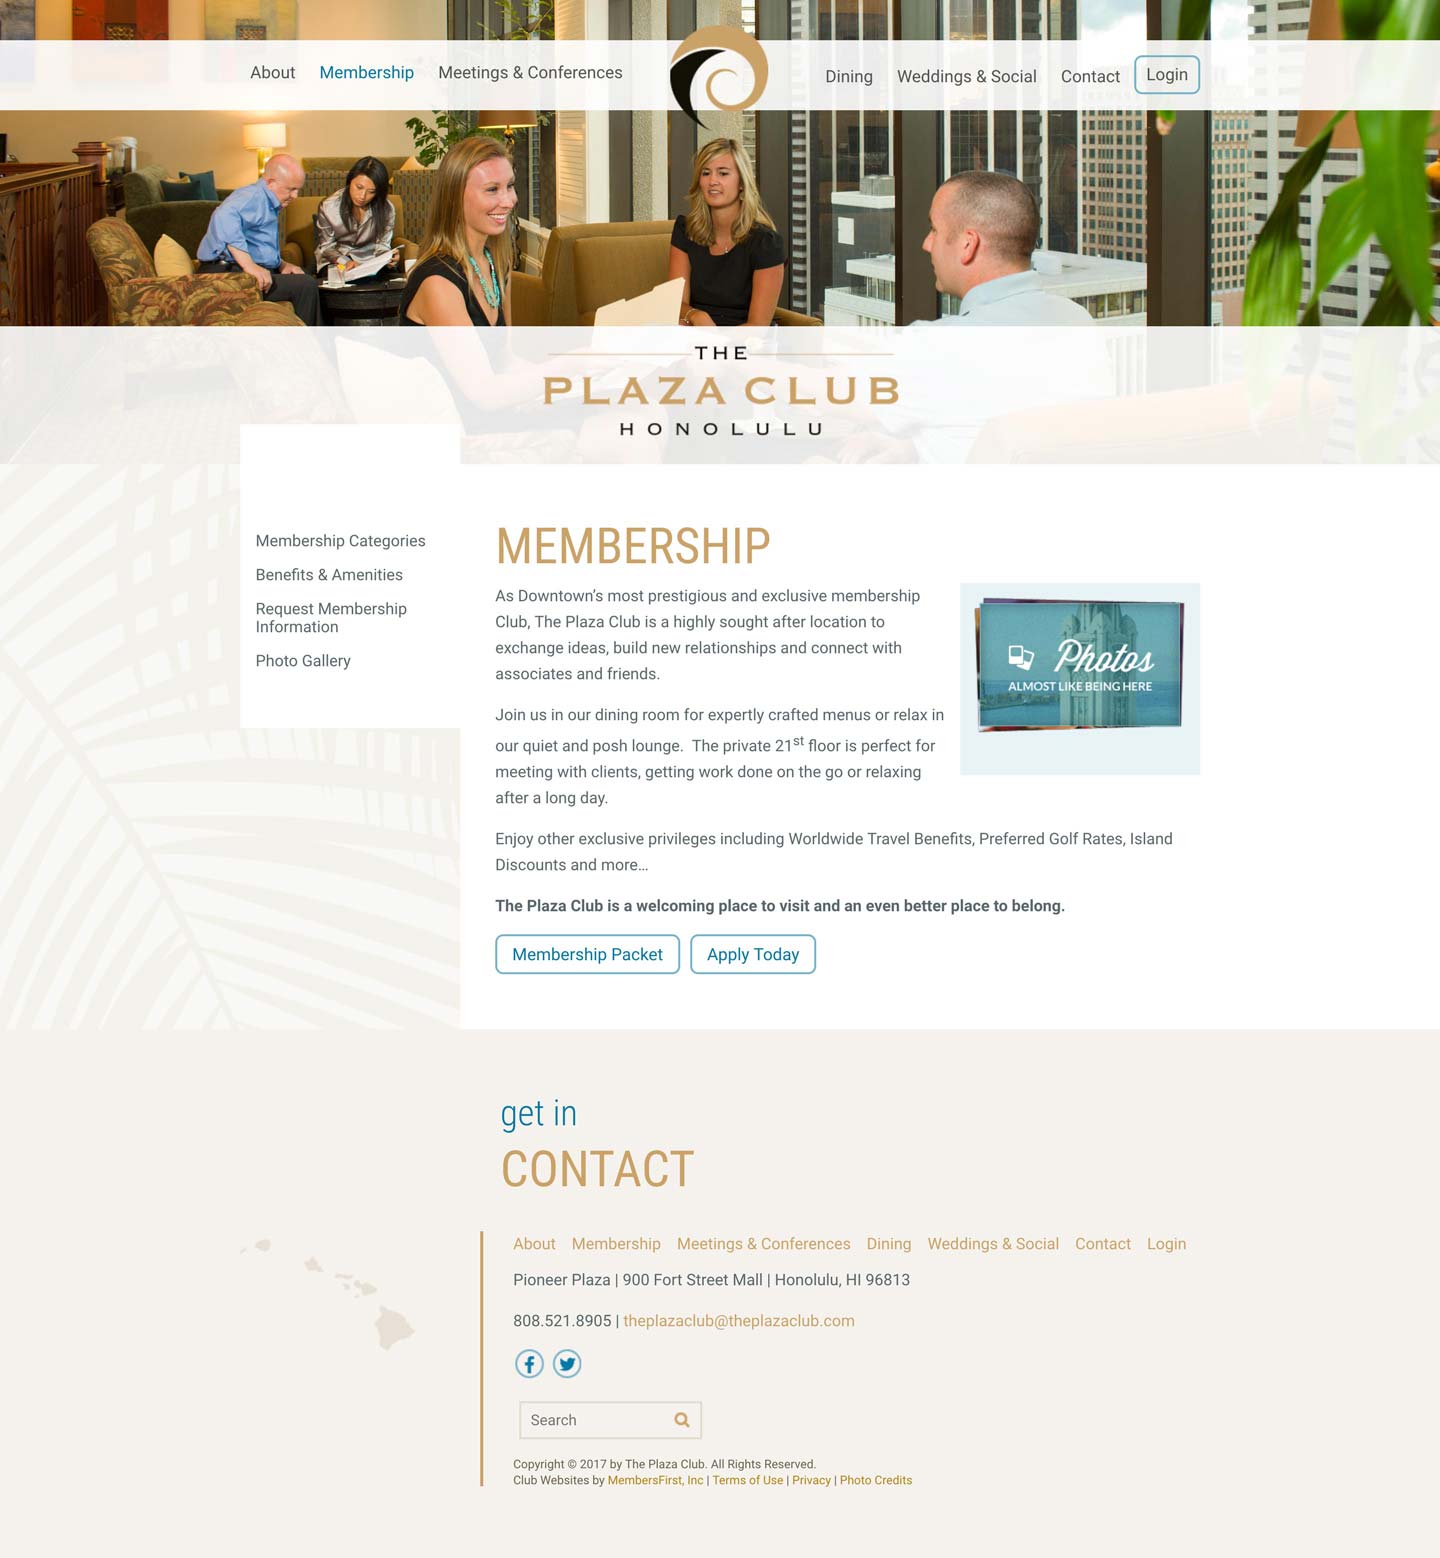 About Membership Meetings & Conferences Dining Weddings & Social Contact Login
THE
PLAZA CLUB
HONOLULU
Membership Categories
Benefits & Amenities
Request Membership
Information
Photo Gallery
MEMBERSHIP
As Downtown’s most prestigious and exclusive membership
Club, The Plaza Club is a highly sought after location to
exchange ideas, build new relationships and connect with
associates and friends.
Join us in our dining room for expertly crafted menus or relax in
our quiet and posh lounge.  The private 21st floor is perfect for
meeting with clients, getting work done on the go or relaxing
after a long day.
Photos
ALMOST LIKE BEING HERE
Enjoy other exclusive privileges including Worldwide Travel Benefits, Preferred Golf Rates, Island
Discounts and more…
The Plaza Club is a welcoming place to visit and an even better place to belong.
Membership Packet Apply Today
get in
CONTACT
About Membership Meetings & Conferences Dining Weddings & Social Contact Login
Pioneer Plaza | 900 Fort Street Mall | Honolulu, HI 96813
808.521.8905 | theplazaclub@theplazaclub.com
Search
Copyright © 2017 by The Plaza Club. All Rights Reserved.
Club Websites by MembersFirst, Inc | Terms of Use | Privacy | Photo Credits